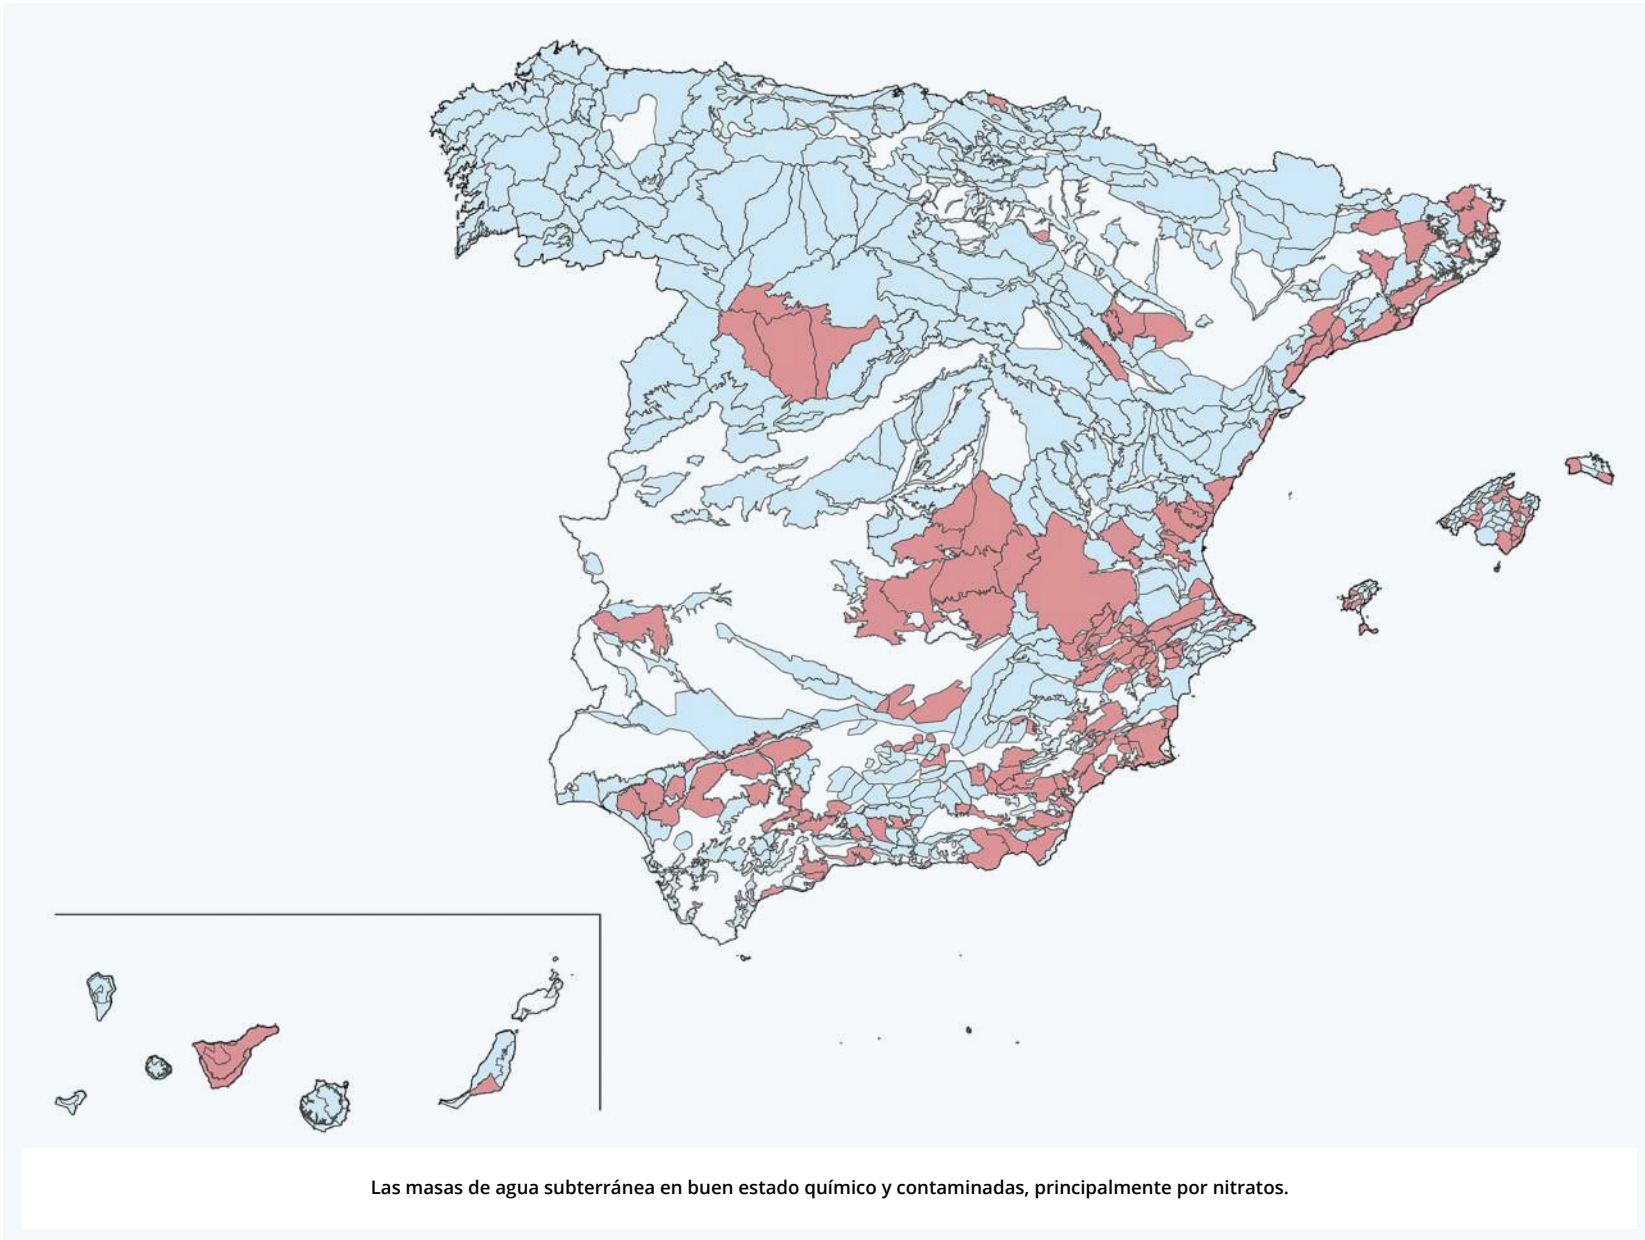 Las masas de agua subterránea en buen estado químico y contaminadas, principalmente por nitratos.